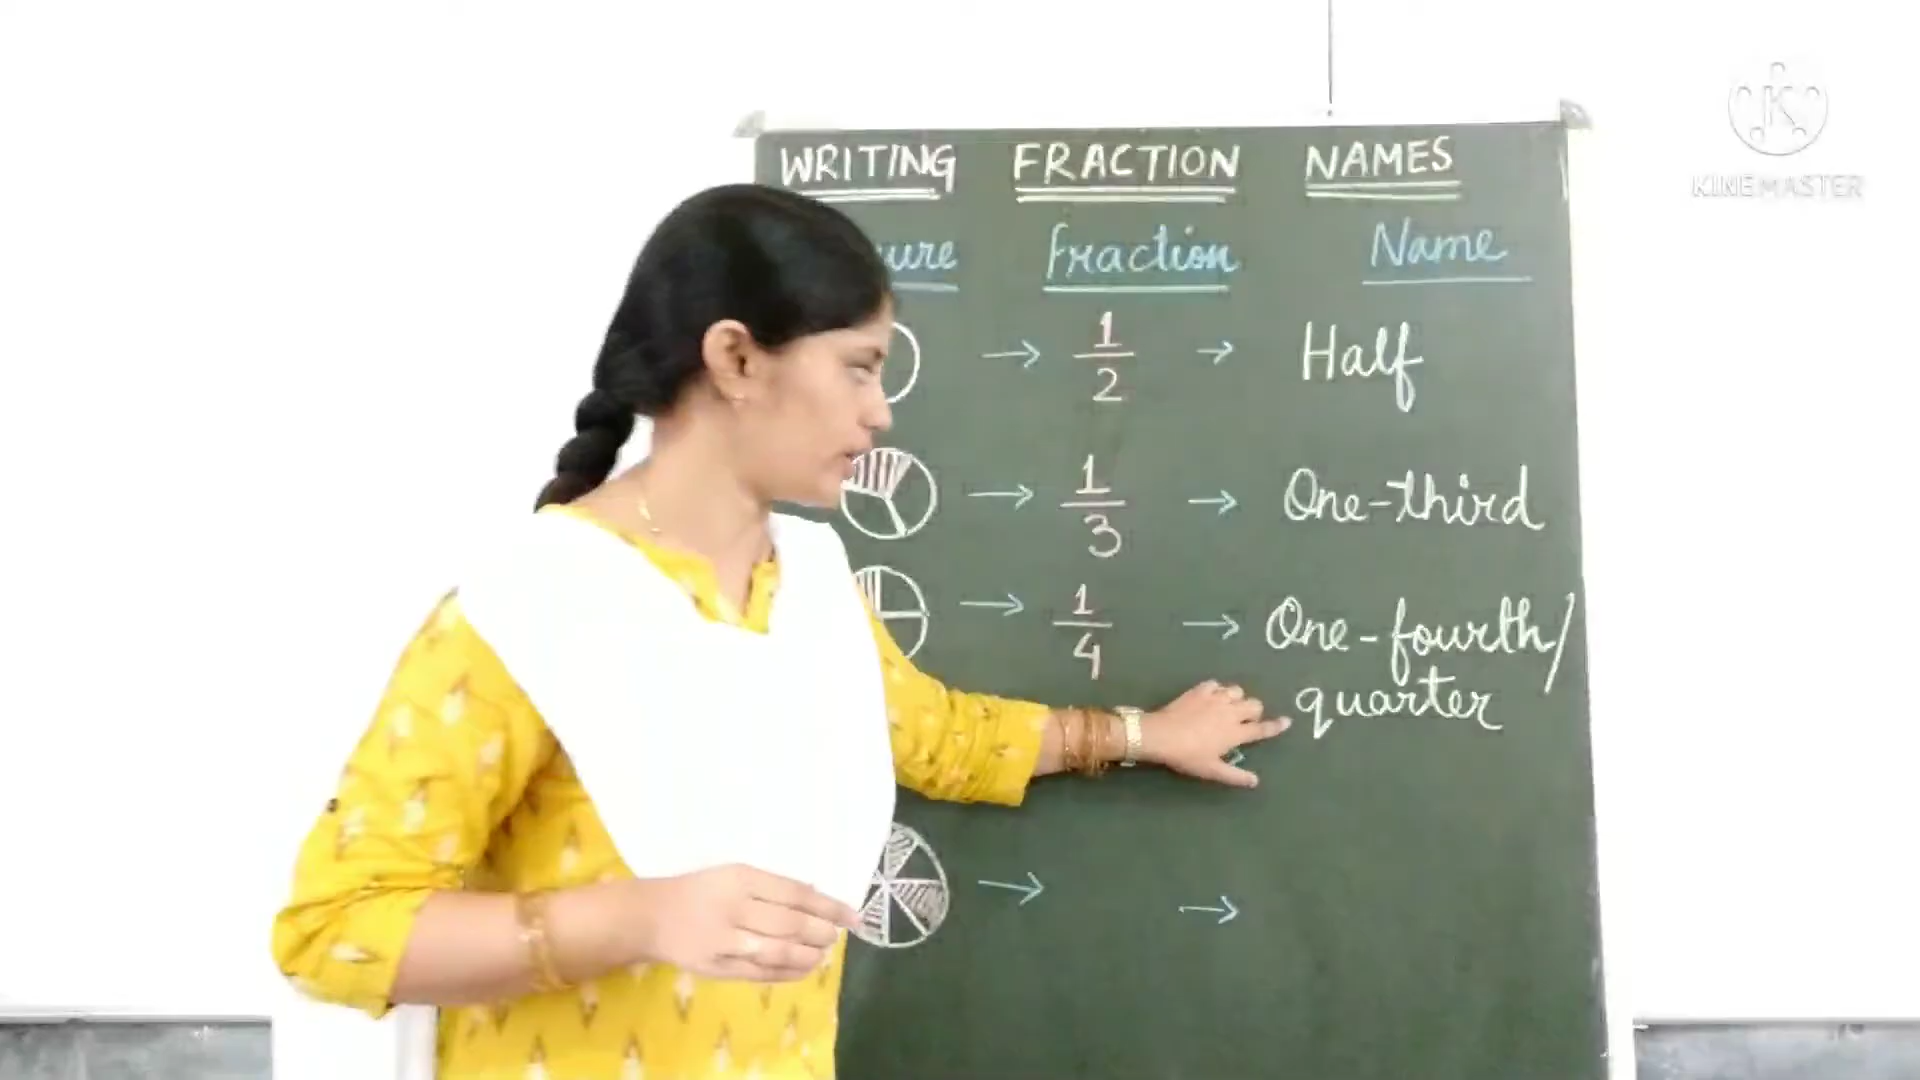 WRITING FRACTION NAMES
Fraction Name
→ 1/2 → Half
→ 1/3 → One-third
→ 1/4 → One-fourth/
quarter
→ →
KINEMASTER